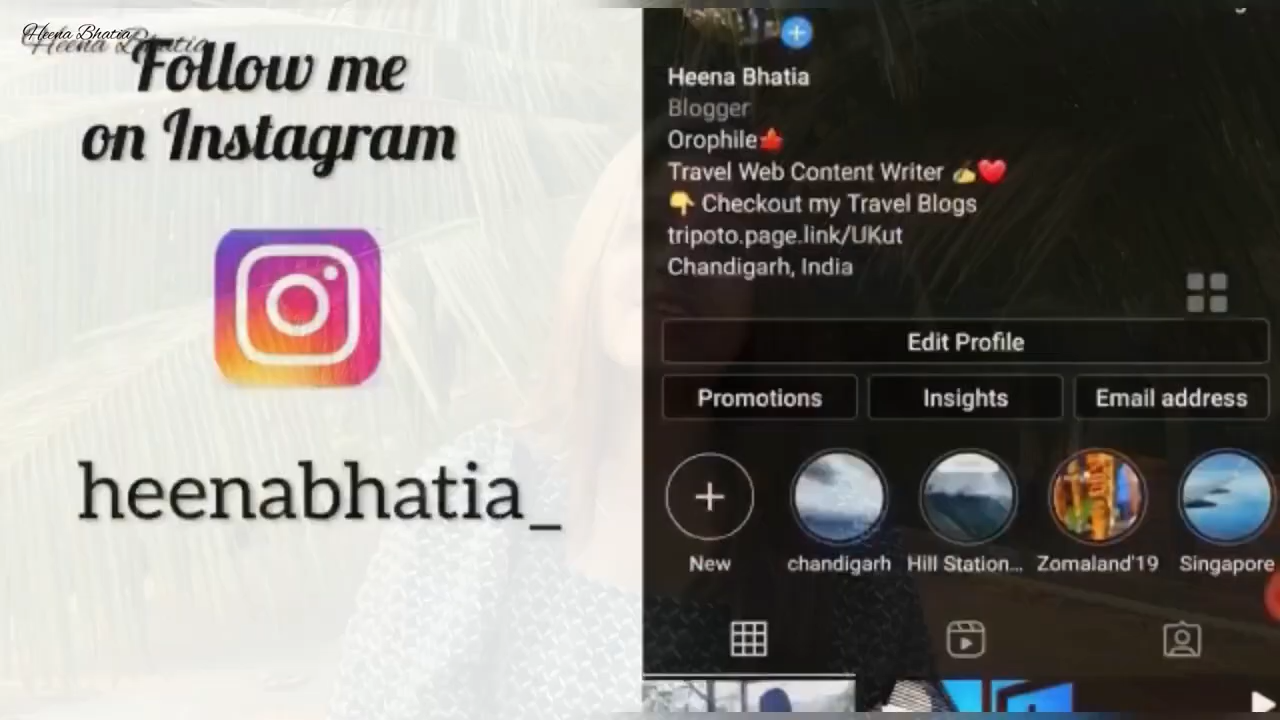 Heena Bhatia
Heena Bhatia
Follow me
on Instagram
heenabhatia_
Heena Bhatia
Blogger
Orophile🍁
Travel Web Content Writer ✍️❤️
👇 Checkout my Travel Blogs
tripoto.page.link/UKut
Chandigarh, India
Edit Profile
Promotions
Insights
Email address
New
chandigarh
Hill Station...
Zomaland'19
Singapore